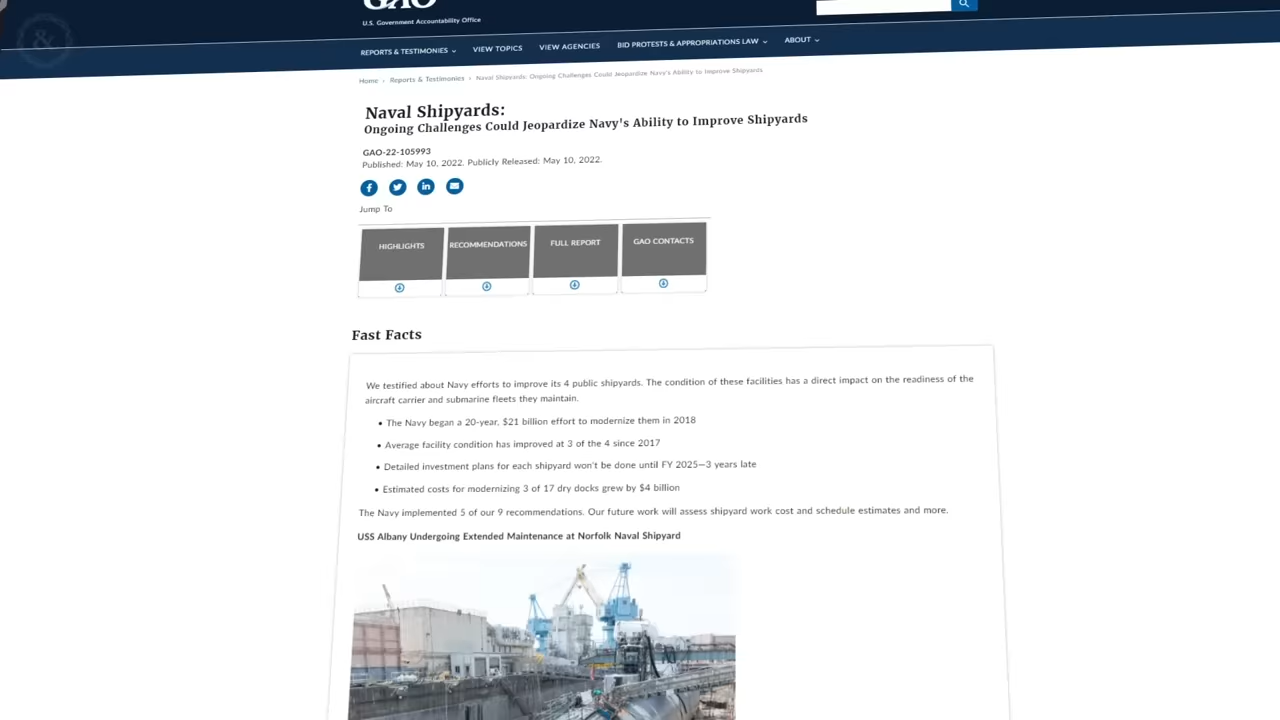 GAO
U.S. Government Accountability Office
REPORTS & TESTIMONIES VIEW TOPICS VIEW AGENCIES BID PROTESTS & APPROPRIATIONS LAW ABOUT
Home › Reports & Testimonies › Naval Shipyards: Ongoing Challenges Could Jeopardize Navy's Ability to Improve Shipyards
Naval Shipyards:
Ongoing Challenges Could Jeopardize Navy's Ability to Improve Shipyards
GAO-22-105993
Published: May 10, 2022. Publicly Released: May 10, 2022.
Jump To
HIGHLIGHTS RECOMMENDATIONS FULL REPORT GAO CONTACTS
Fast Facts
We testified about Navy efforts to improve its 4 public shipyards. The condition of these facilities has a direct impact on the readiness of the
aircraft carrier and submarine fleets they maintain.
• The Navy began a 20-year, $21 billion effort to modernize them in 2018
• Average facility condition has improved at 3 of the 4 since 2017
• Detailed investment plans for each shipyard won't be done until FY 2025—3 years late
• Estimated costs for modernizing 3 of 17 dry docks grew by $4 billion
The Navy implemented 5 of our 9 recommendations. Our future work will assess shipyard work cost and schedule estimates and more.
USS Albany Undergoing Extended Maintenance at Norfolk Naval Shipyard